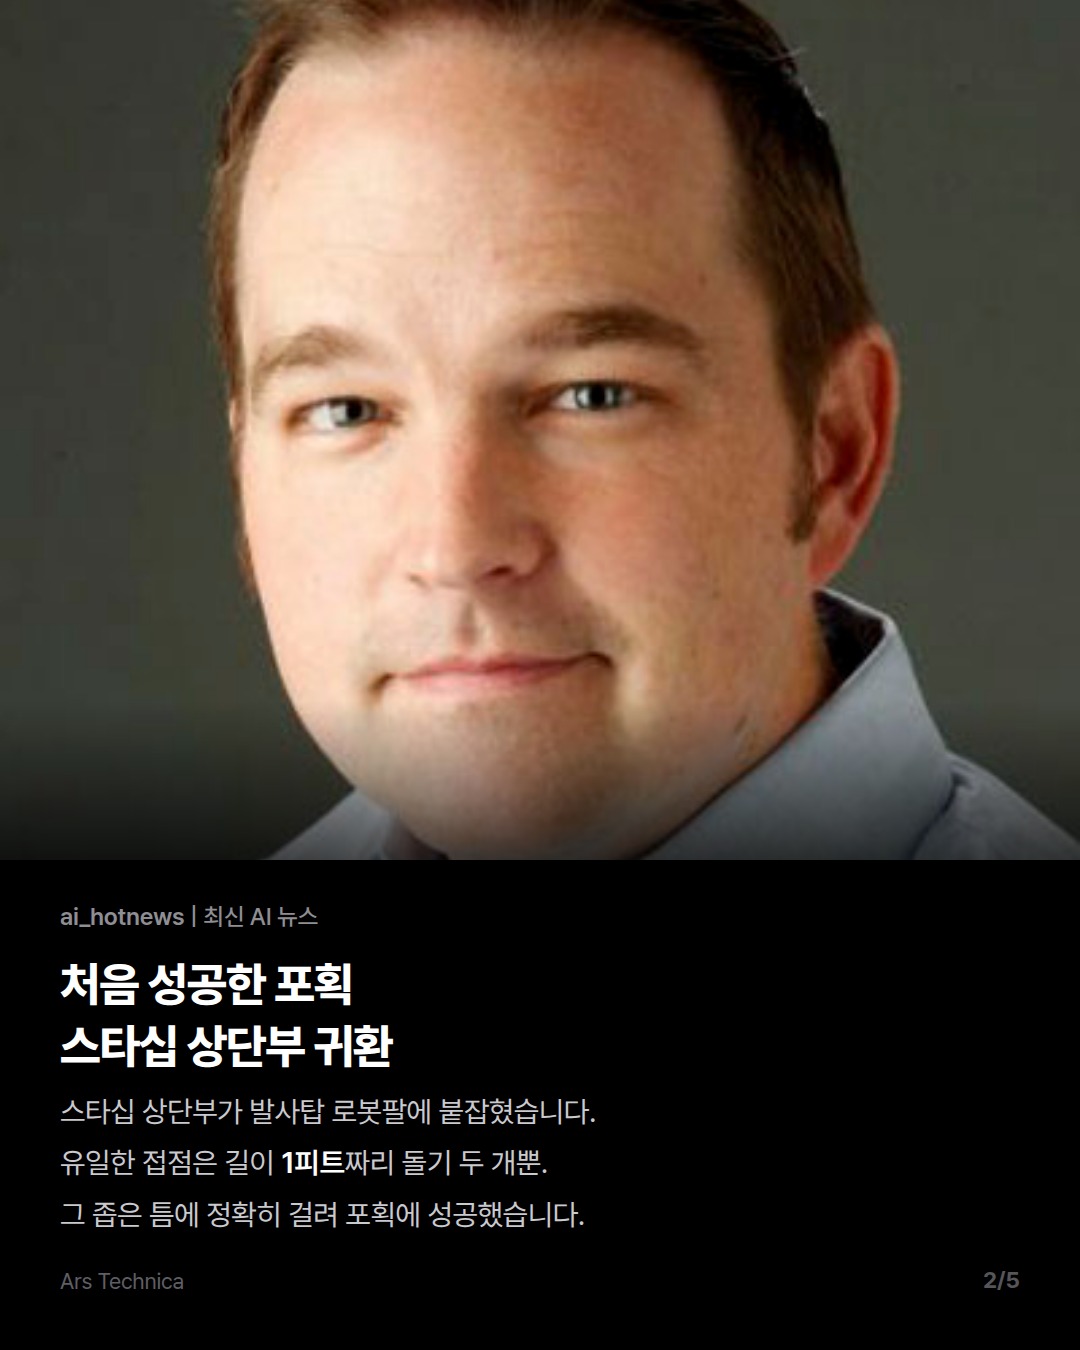 ai_hotnews | 최신 AI 뉴스
처음 성공한 포획
스타십 상단부 귀환
스타십 상단부가 발사탑 로봇팔에 붙잡혔습니다.
유일한 접점은 길이 1피트짜리 돌기 두 개뿐.
그 좁은 틈에 정확히 걸려 포획에 성공했습니다.
Ars Technica
2/5